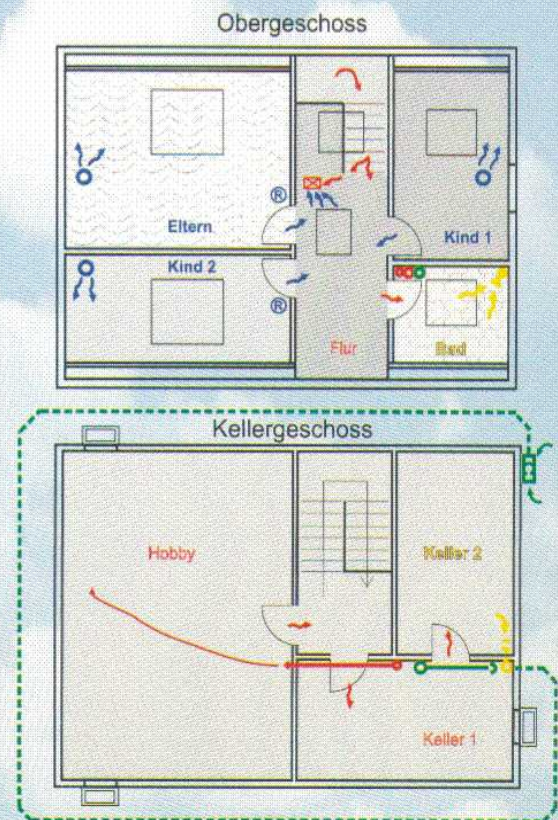 Obergeschoss
Eltern
®
Kind 1
Kind 2
®
Flur
Bad
Kellergeschoss
Hobby
Keller 2
Keller 1